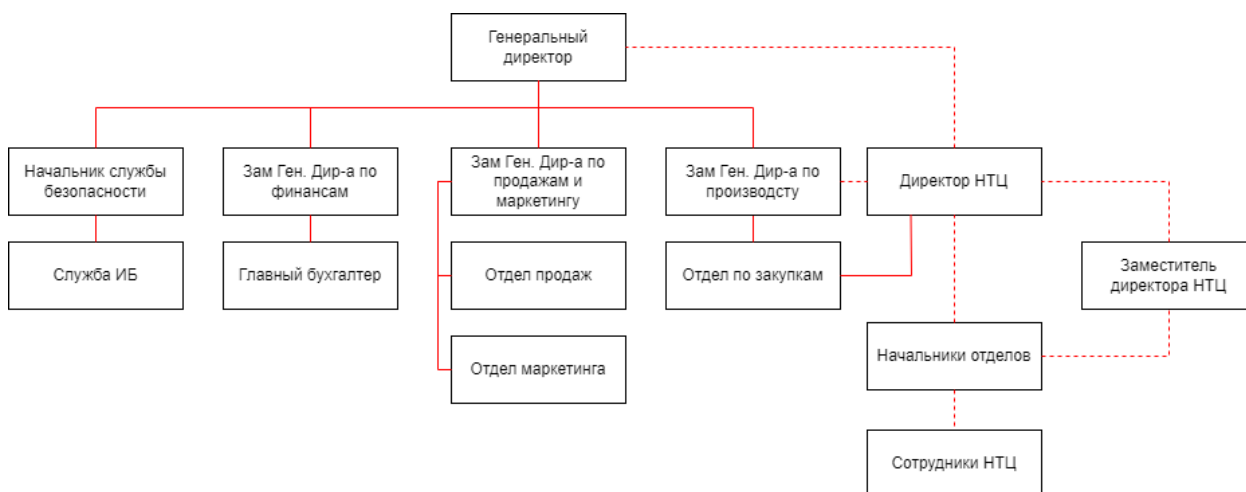 Генеральный
директор
Начальник службы
безопасности
Зам Ген. Дир-а по
финансам
Зам Ген. Дир-а по
продажам и
маркетингу
Зам Ген. Дир-а по
производсту
Директор НТЦ
Служба ИБ
Главный бухгалтер
Отдел продаж
Отдел по закупкам
Заместитель
директора НТЦ
Отдел маркетинга
Начальники отделов
Сотрудники НТЦ